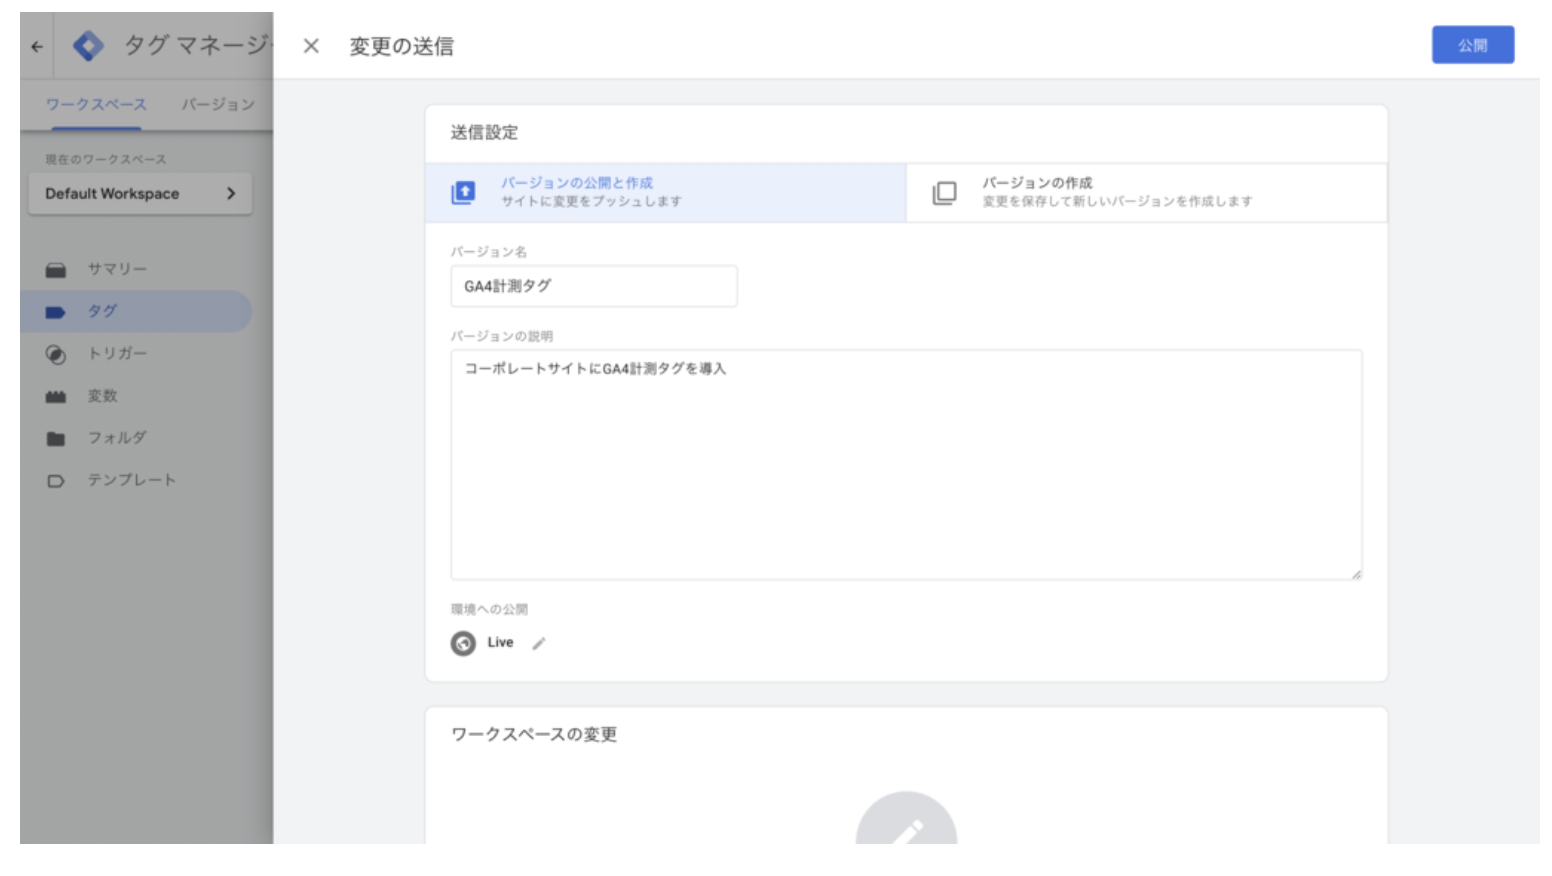 タグ マネージ
変更の送信
公開
ワークスペース
バージョン
現在のワークスペース
Default Workspace
サマリー
タグ
トリガー
変数
フォルダ
テンプレート
送信設定
バージョンの公開と作成
サイトに変更をプッシュします
バージョンの作成
変更を保存して新しいバージョンを作成します
バージョン名
GA4計測タグ
バージョンの説明
コーポレートサイトにGA4計測タグを導入
環境への公開
Live
ワークスペースの変更